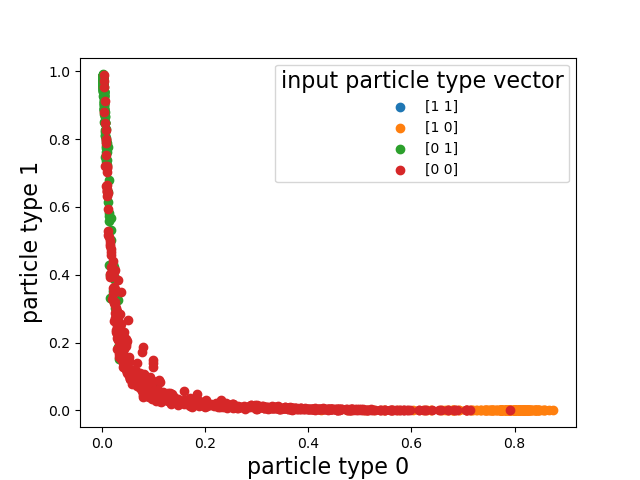 input particle type vector
[1 1]
[1 0]
[0 1]
[0 0]
1.0
0.8
0.6
0.4
0.2
0.0
particle type 1
0.0 0.2 0.4 0.6 0.8
particle type 0